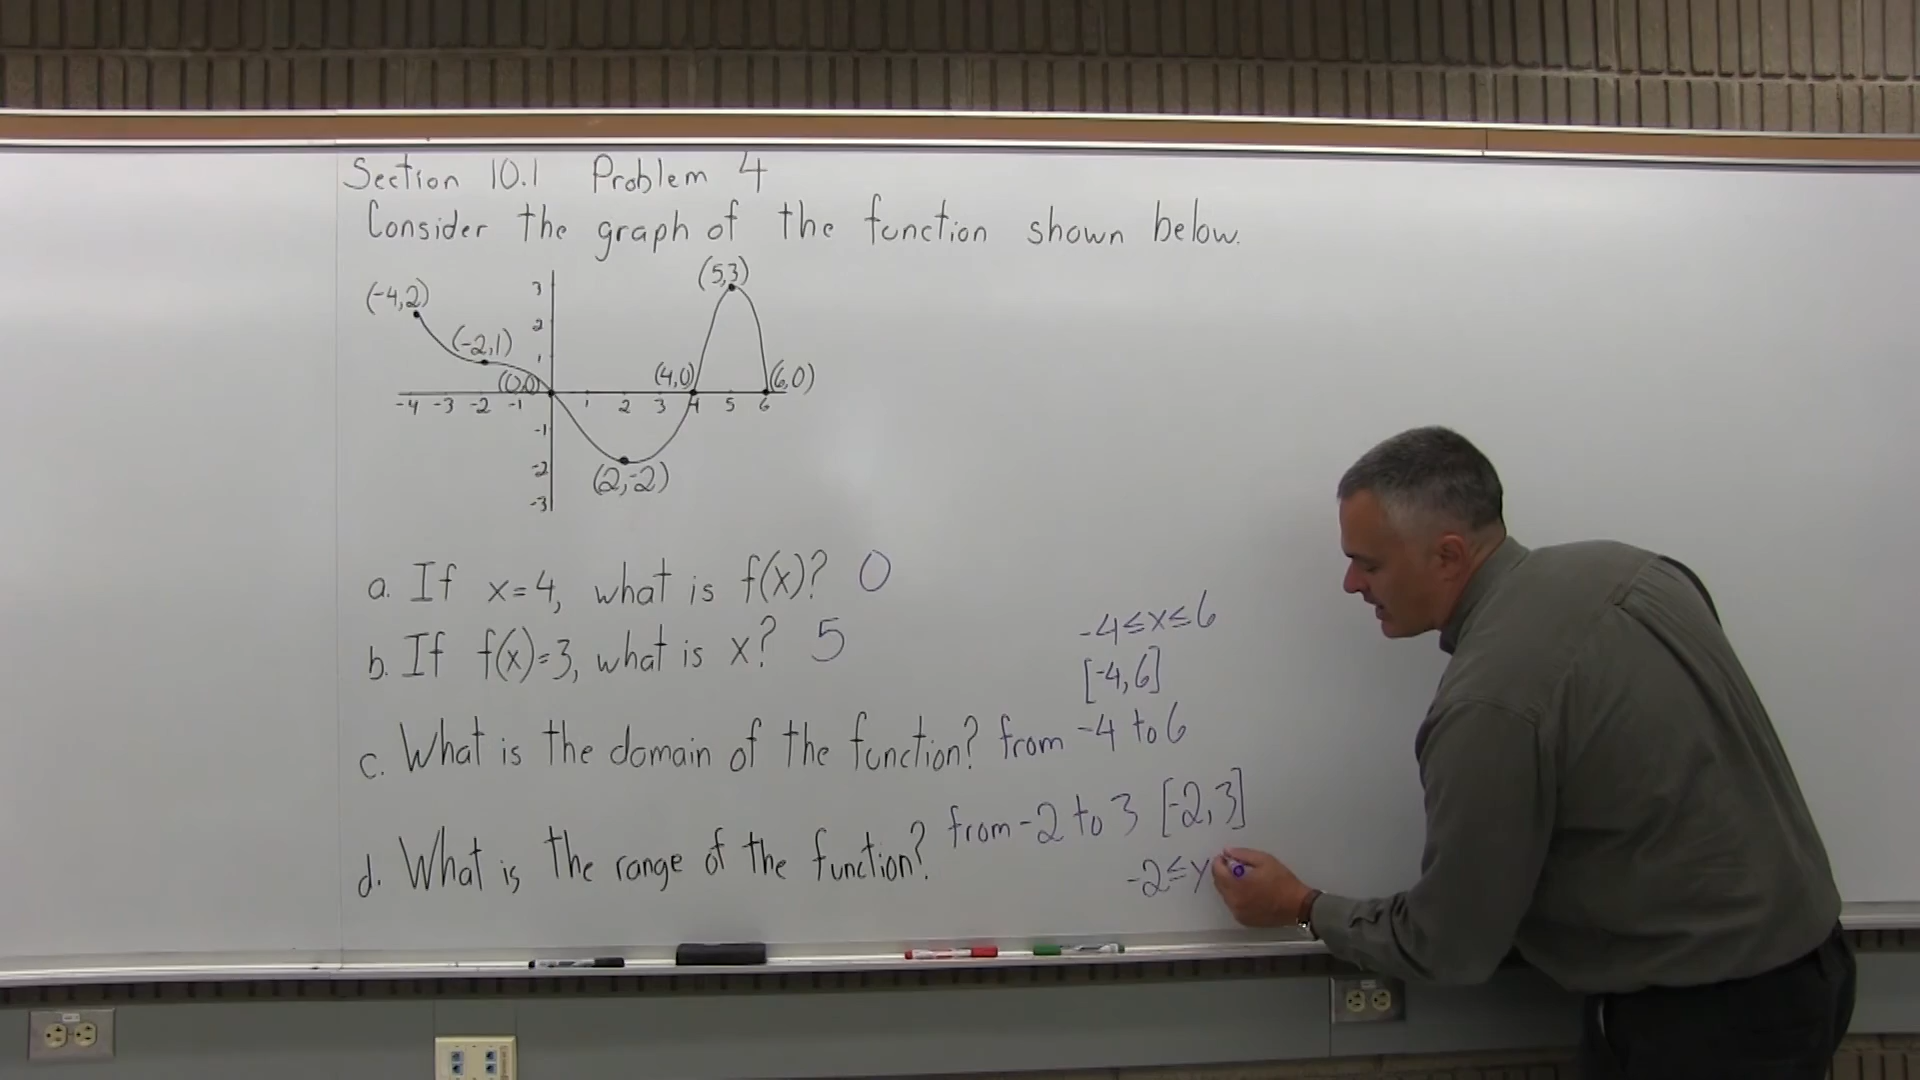 Section 10.1 Problem 4
Consider the graph of the function shown below.
(5,3)
(-4,2)
3
2
(-2,1)
1
(0,0)
(4,0)
(6,0)
-4 -3 -2 -1 1 2 3 4 5 6
-1
-2
(2,-2)
-3
a. If x=4, what is f(x)? 0
b. If f(x)=3, what is x? 5
-4≤x≤6
[-4,6]
c. What is the domain of the function? from -4 to 6
d. What is the range of the function? from -2 to 3 [-2,3]
-2≤y